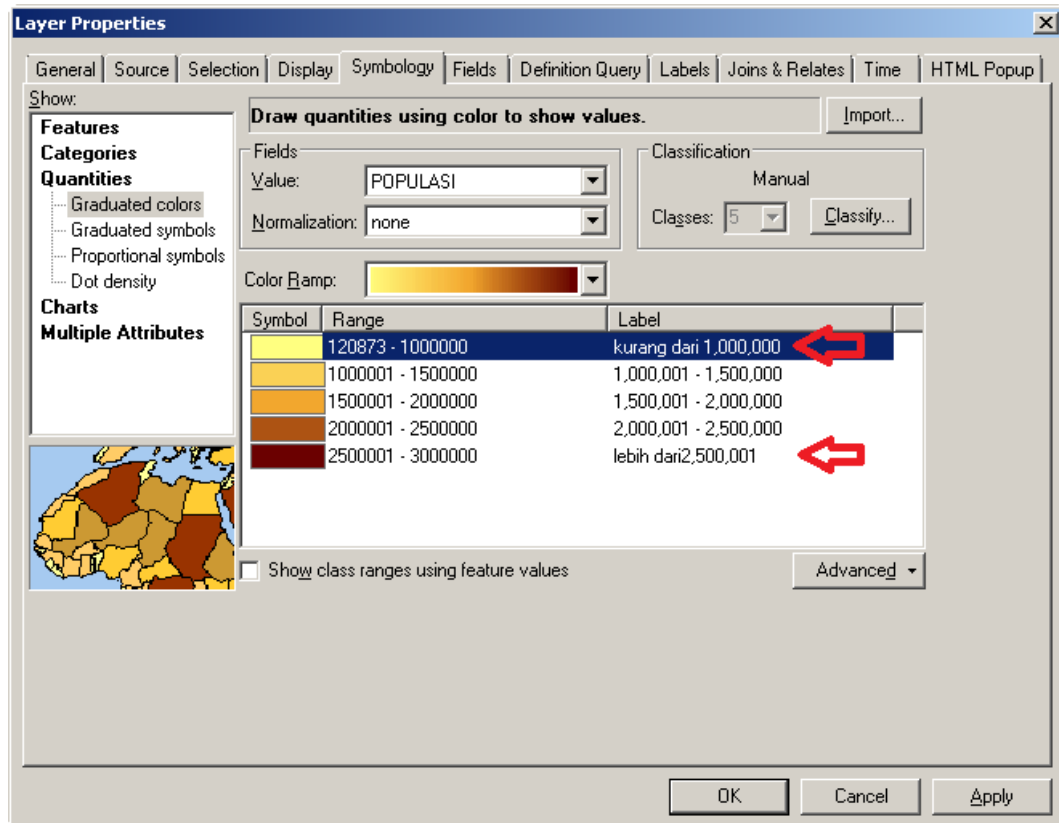 Layer Properties
General Source Selection Display Symbology Fields Definition Query Labels Joins & Relates Time HTML Popup
Show:
Features
Categories
Quantities
Graduated colors
Graduated symbols
Proportional symbols
Dot density
Charts
Multiple Attributes
Draw quantities using color to show values.
Import...
Fields
Value: POPULASI
Normalization: none
Classification
Manual
Classes: 5 Classify...
Color Ramp:
Symbol Range Label
120873 - 1000000 kurang dari 1,000,000
1000001 - 1500000 1,000,001 - 1,500,000
1500001 - 2000000 1,500,001 - 2,000,000
2000001 - 2500000 2,000,001 - 2,500,000
2500001 - 3000000 lebih dari2,500,001
Show class ranges using feature values
Advanced
OK Cancel Apply